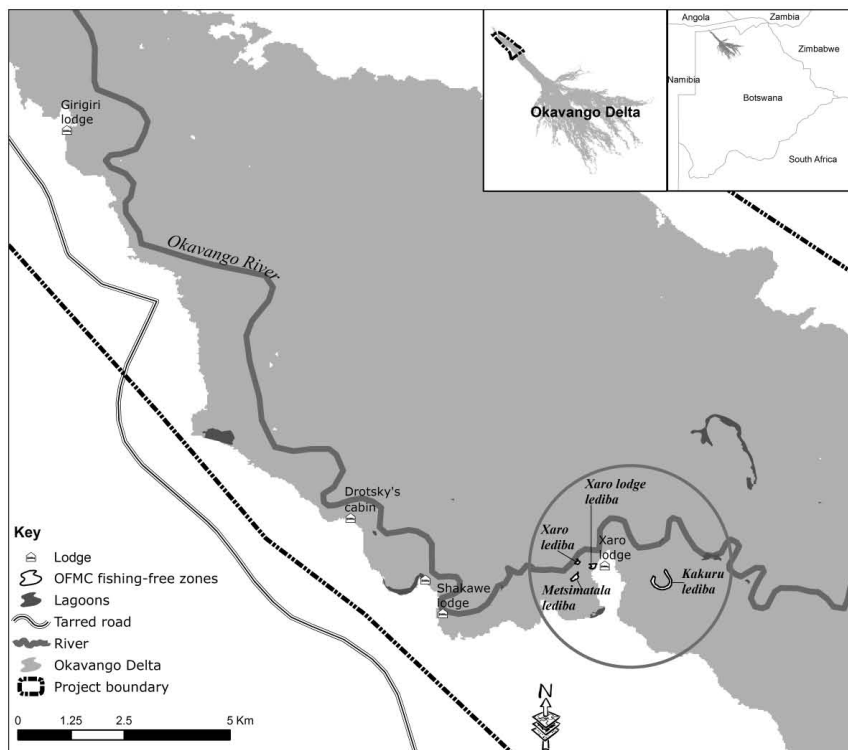 Angola
Zambia
Zimbabwe
Namibia
Botswana
South Africa
Okavango Delta
Girigiri
lodge
Okavango River
Drotsky's
cabin
Shakawe
lodge
Xaro lodge
lediba
Xaro
lediba
Xaro
lodge
Metsimatala
lediba
Kakuru
lediba
Key
Lodge
OFMC fishing-free zones
Lagoons
Tarred road
River
Okavango Delta
Project boundary
0 1.25 2.5 5 Km
N